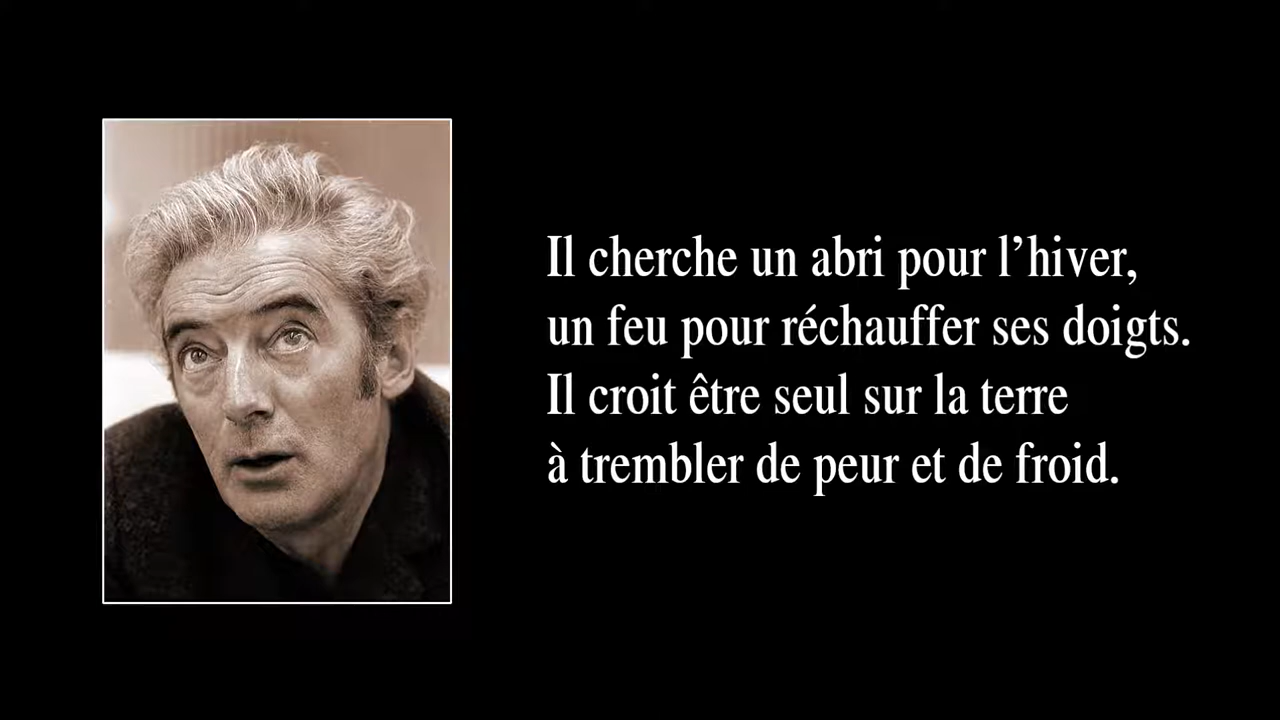 Il cherche un abri pour l’hiver,
un feu pour réchauffer ses doigts.
Il croit être seul sur la terre
à trembler de peur et de froid.